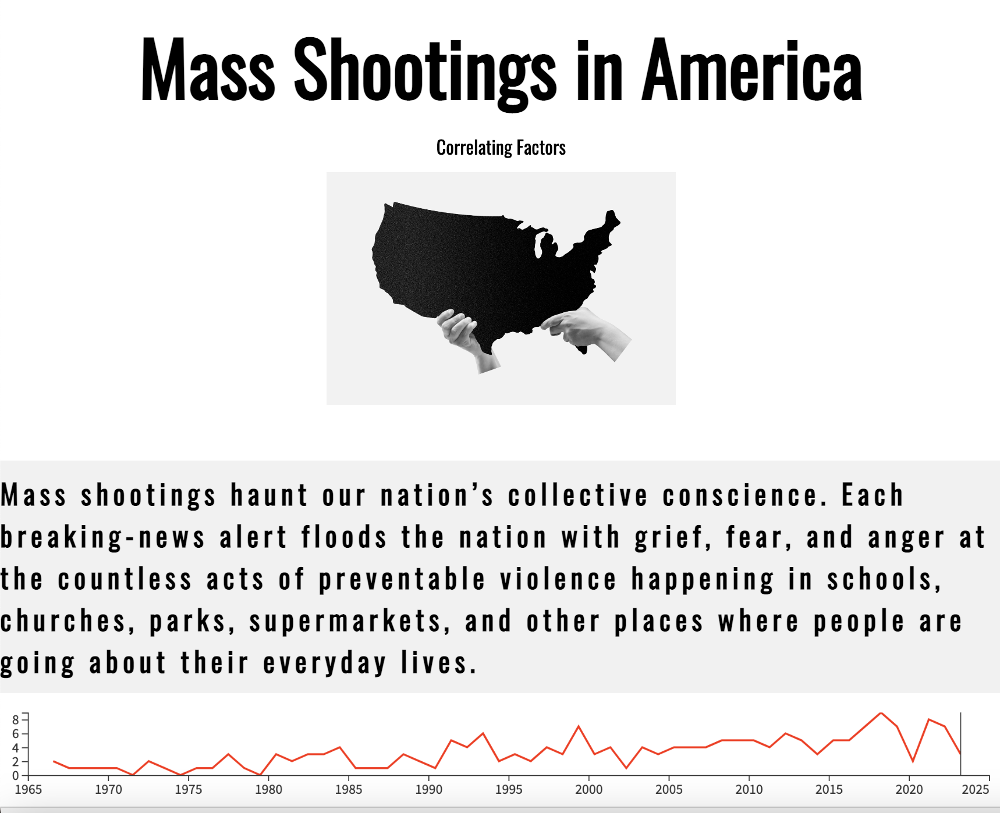 Mass Shootings in America
Correlating Factors
Mass shootings haunt our nation’s collective conscience. Each
breaking-news alert floods the nation with grief, fear, and anger at
the countless acts of preventable violence happening in schools,
churches, parks, supermarkets, and other places where people are
going about their everyday lives.
8
6
4
2
0
1965 1970 1975 1980 1985 1990 1995 2000 2005 2010 2015 2020 2025